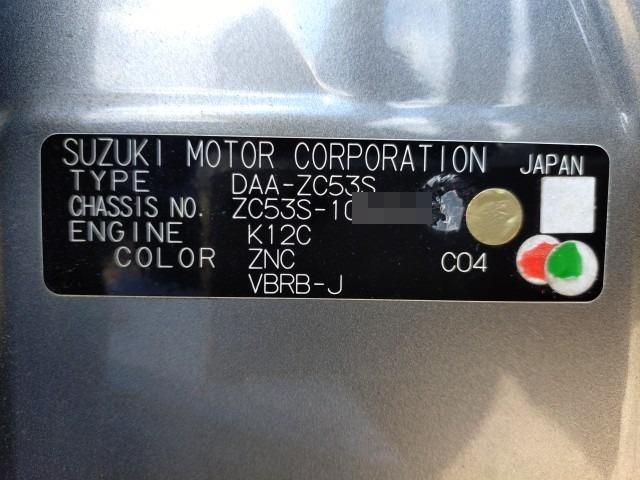 SUZUKI MOTOR CORPORATION JAPAN
TYPE DAA-ZC53S
CHASSIS NO. ZC53S-10
ENGINE K12C
COLOR ZNC C04
VBRB-J